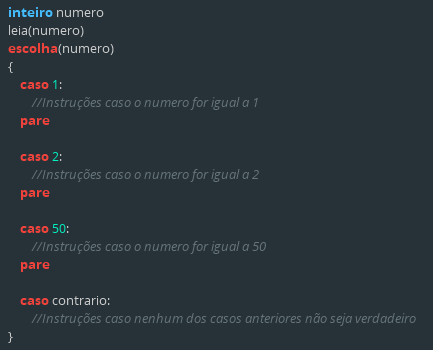 inteiro numero
leia(numero)
escolha(numero)
{
caso 1:
//Instruções caso o numero for igual a 1
pare
caso 2:
//Instruções caso o numero for igual a 2
pare
caso 50:
//Instruções caso o numero for igual a 50
pare
caso contrario:
//Instruções caso nenhum dos casos anteriores não seja verdadeiro
}